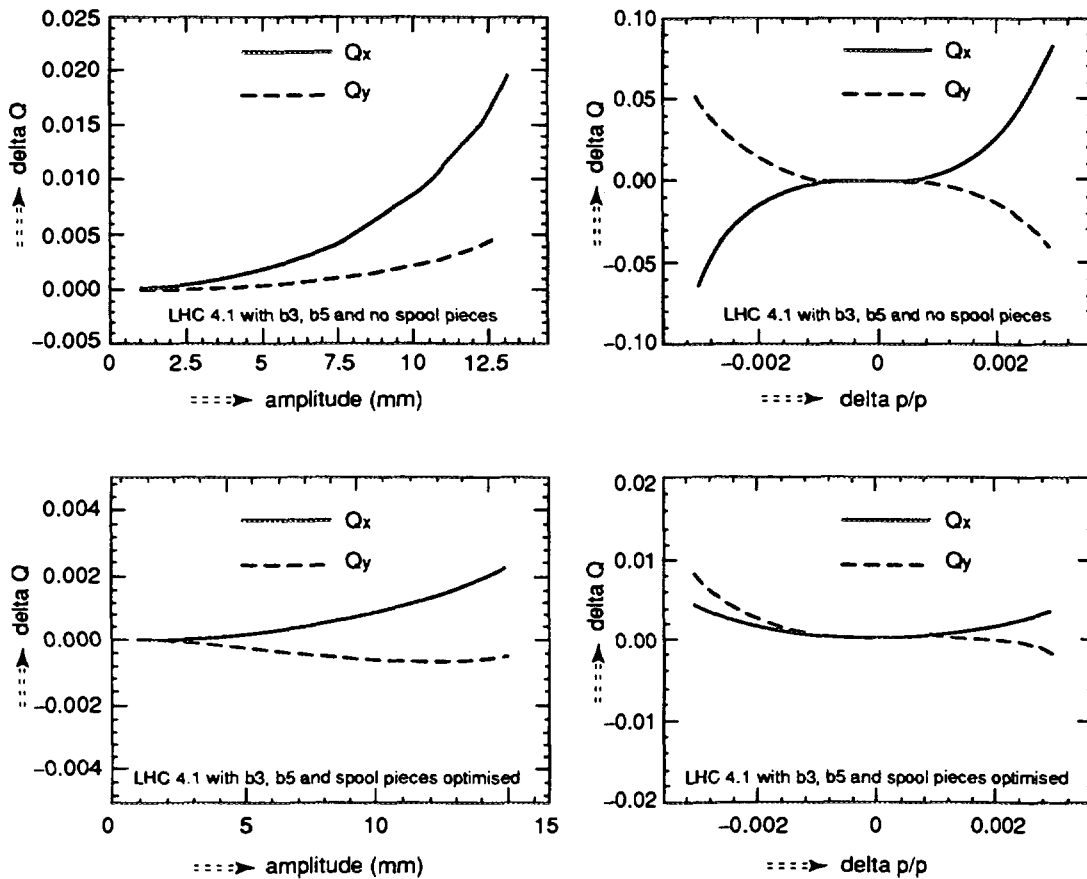 0.025
0.020
0.015
0.010
0.005
0.000
−0.005
delta Q
Qx
Qy
LHC 4.1 with b3, b5 and no spool pieces
0 2.5 5 7.5 10 12.5
amplitude (mm)
0.10
0.05
0.00
−0.05
−0.10
delta Q
Qx
Qy
LHC 4.1 with b3, b5 and no spool pieces
−0.002 0 0.002
delta p/p
0.004
0.002
0.000
−0.002
−0.004
delta Q
Qx
Qy
LHC 4.1 with b3, b5 and spool pieces optimised
0 5 10 15
amplitude (mm)
0.02
0.01
0.00
−0.01
−0.02
delta Q
Qx
Qy
LHC 4.1 with b3, b5 and spool pieces optimised
−0.002 0 0.002
delta p/p